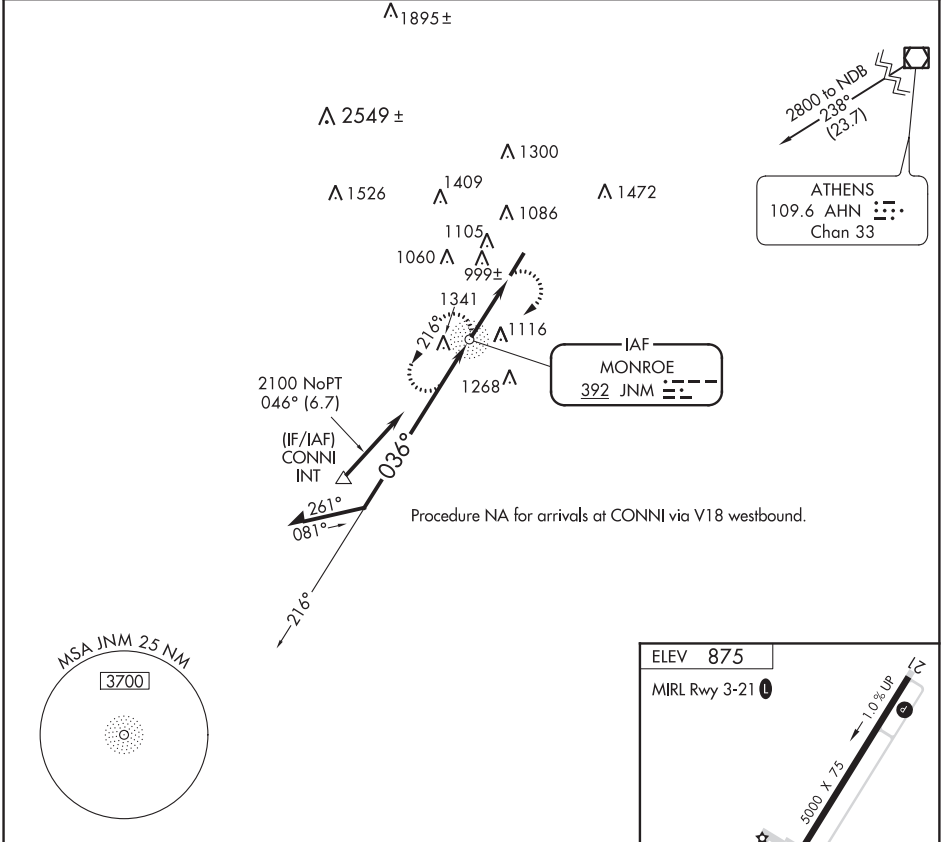 1895±
2549 ±
1300
1526
1409
1472
1086
1105
1060
999±
1341
1116
1268
216°
2800 to NDB
238°
(23.7)
ATHENS
109.6 AHN
Chan 33
IAF
MONROE
392 JNM
2100 NoPT
046° (6.7)
(IF/IAF)
CONNI
INT
036°
261°
081°
216°
Procedure NA for arrivals at CONNI via V18 westbound.
MSA JNM 25 NM
3700
ELEV 875
MIRL Rwy 3-21 L
21
1.0% UP
P
5000 X 75